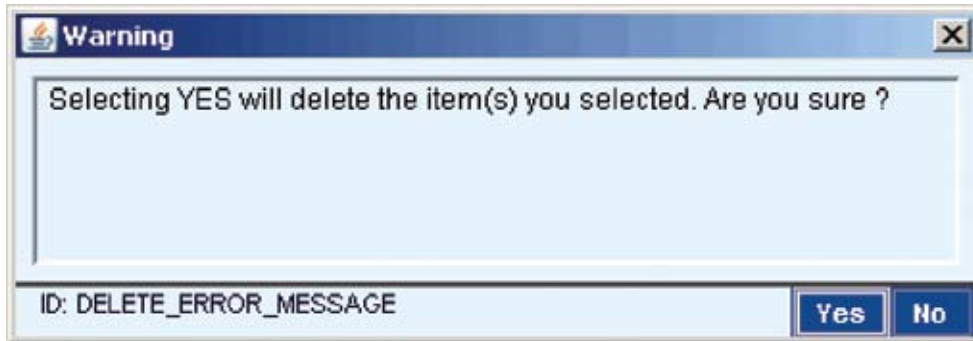 Warning
Selecting YES will delete the item(s) you selected. Are you sure ?
ID: DELETE_ERROR_MESSAGE
Yes No